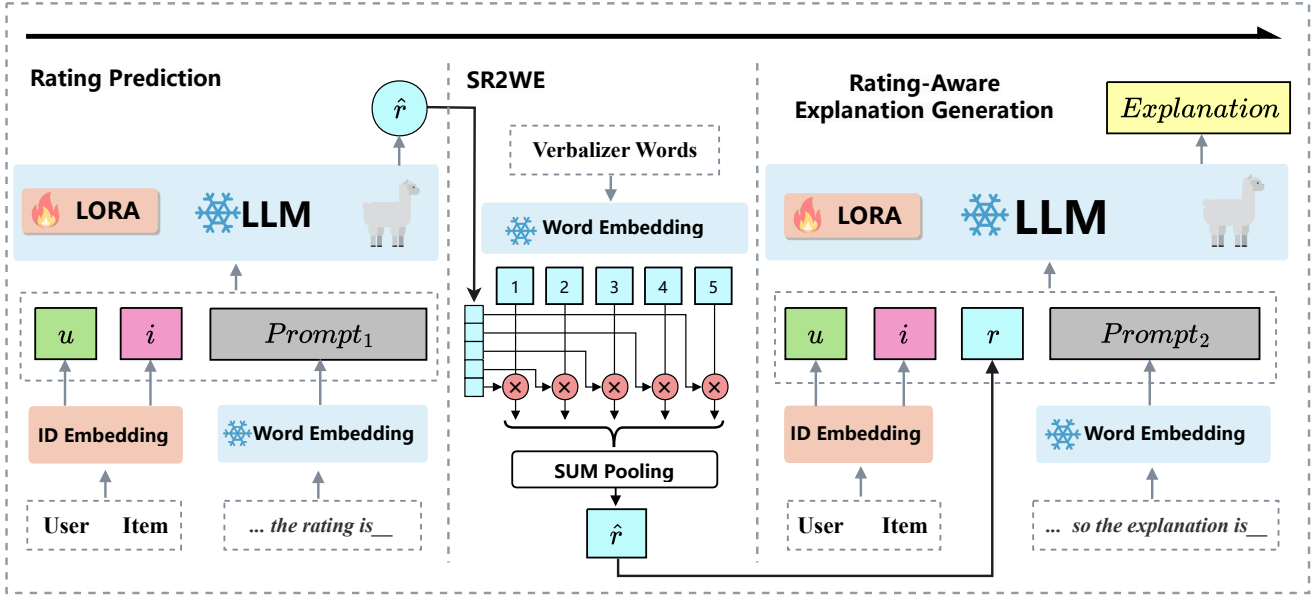 Rating Prediction
r̂
LORA
LLM
u
i
Prompt₁
ID Embedding
Word Embedding
User Item
... the rating is__
SR2WE
Verbalizer Words
Word Embedding
1 2 3 4 5
× × × × ×
SUM Pooling
r̂
Rating-Aware
Explanation Generation
Explanation
LORA
LLM
u
i
r
Prompt₂
ID Embedding
Word Embedding
User Item
... so the explanation is__